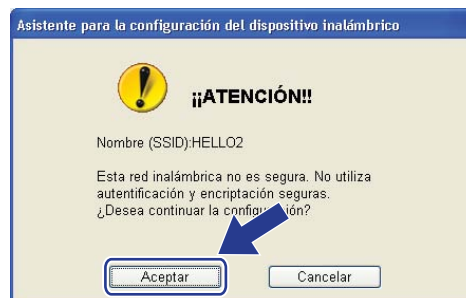 Asistente para la configuración del dispositivo inalámbrico
¡¡ATENCIÓN!!
Nombre (SSID):HELLO2
Esta red inalámbrica no es segura. No utiliza
autentificación y encriptación seguras.
¿Desea continuar la configuración?
Aceptar
Cancelar